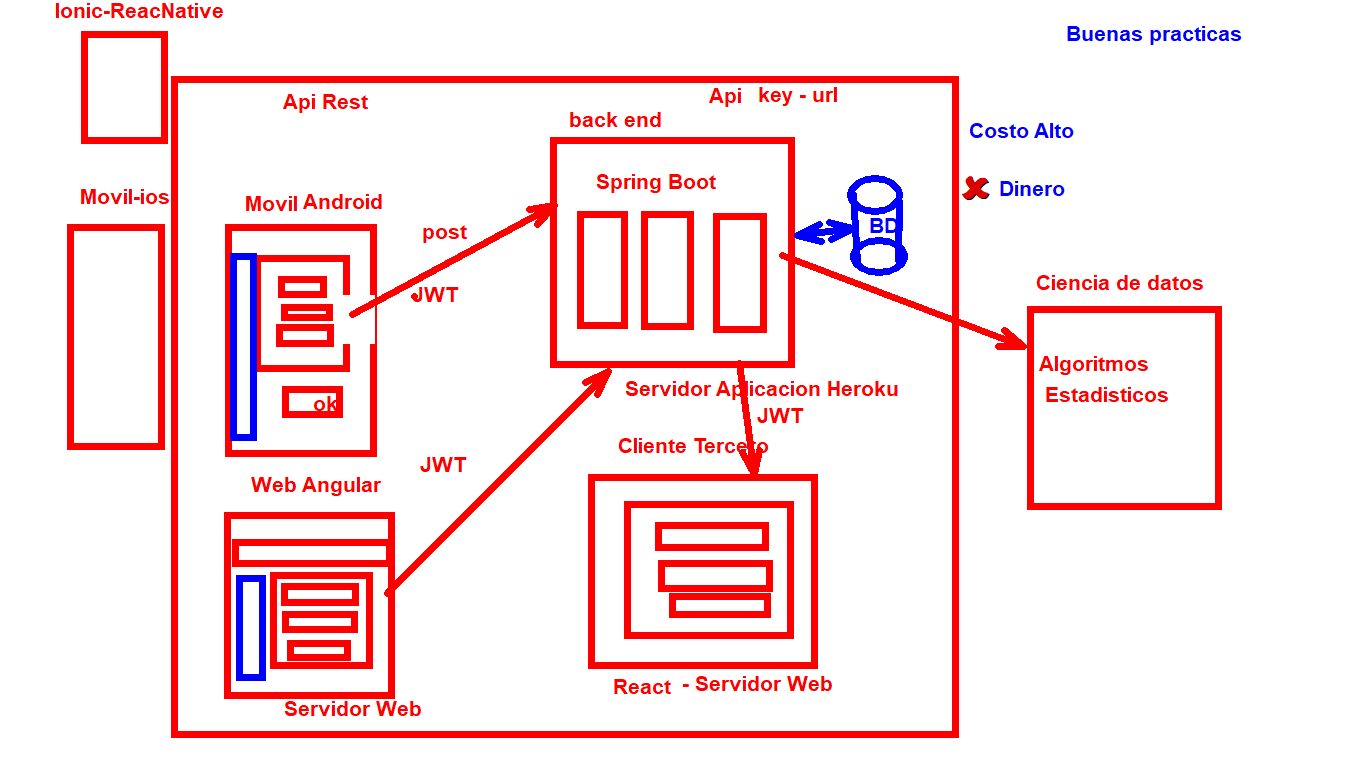 Ionic-ReacNative
Buenas practicas
Api Rest
Api key - url
back end
Costo Alto
Spring Boot
Dinero
Movil-ios
Movil Android
post
BD
JWT
Ciencia de datos
Algoritmos
Estadisticos
ok
Servidor Aplicacion Heroku
JWT
Cliente Tercero
JWT
Web Angular
React - Servidor Web
Servidor Web